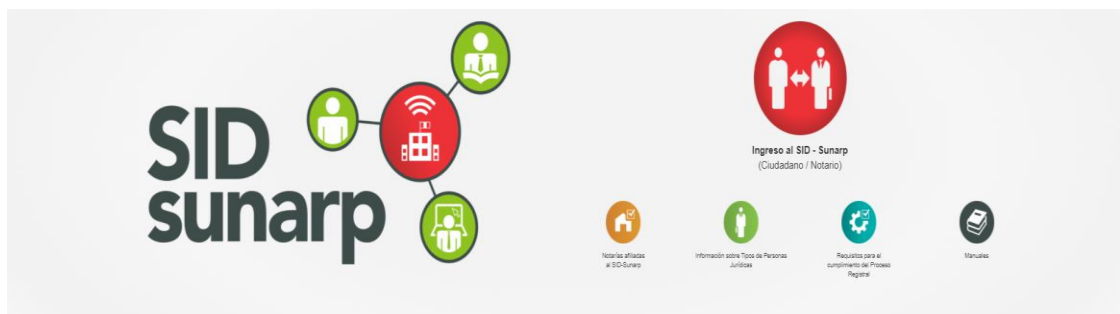 SID
sunarp
Ingreso al SID - Sunarp
(Ciudadano / Notario)
Notarías afiliadas
al SID-Sunarp
Información sobre Tipos de Personas
Jurídicas
Requisitos para el
cumplimiento del Proceso
Registral
Manuales